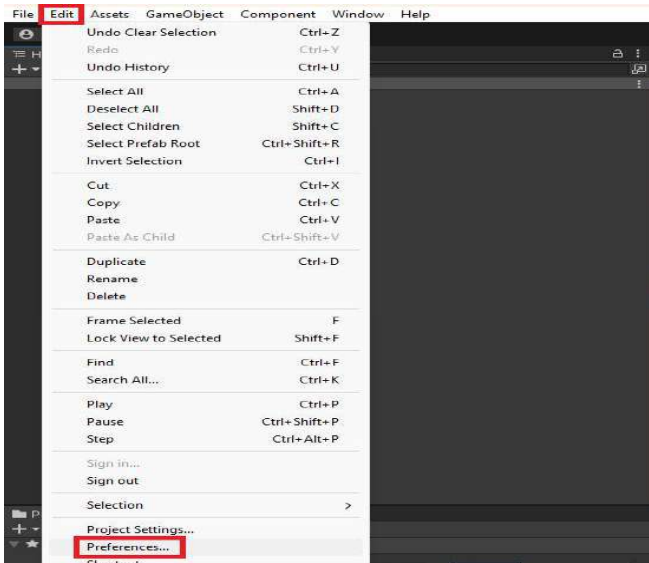 File Edit Assets GameObject Component Window Help
Undo Clear Selection Ctrl+Z
Redo Ctrl+Y
Undo History Ctrl+U
Select All Ctrl+A
Deselect All Shift+D
Select Children Shift+C
Select Prefab Root Ctrl+Shift+R
Invert Selection Ctrl+I
Cut Ctrl+X
Copy Ctrl+C
Paste Ctrl+V
Paste As Child Ctrl+Shift+V
Duplicate Ctrl+D
Rename
Delete
Frame Selected F
Lock View to Selected Shift+F
Find Ctrl+F
Search All... Ctrl+K
Play Ctrl+P
Pause Ctrl+Shift+P
Step Ctrl+Alt+P
Sign in...
Sign out
Selection >
Project Settings...
Preferences...